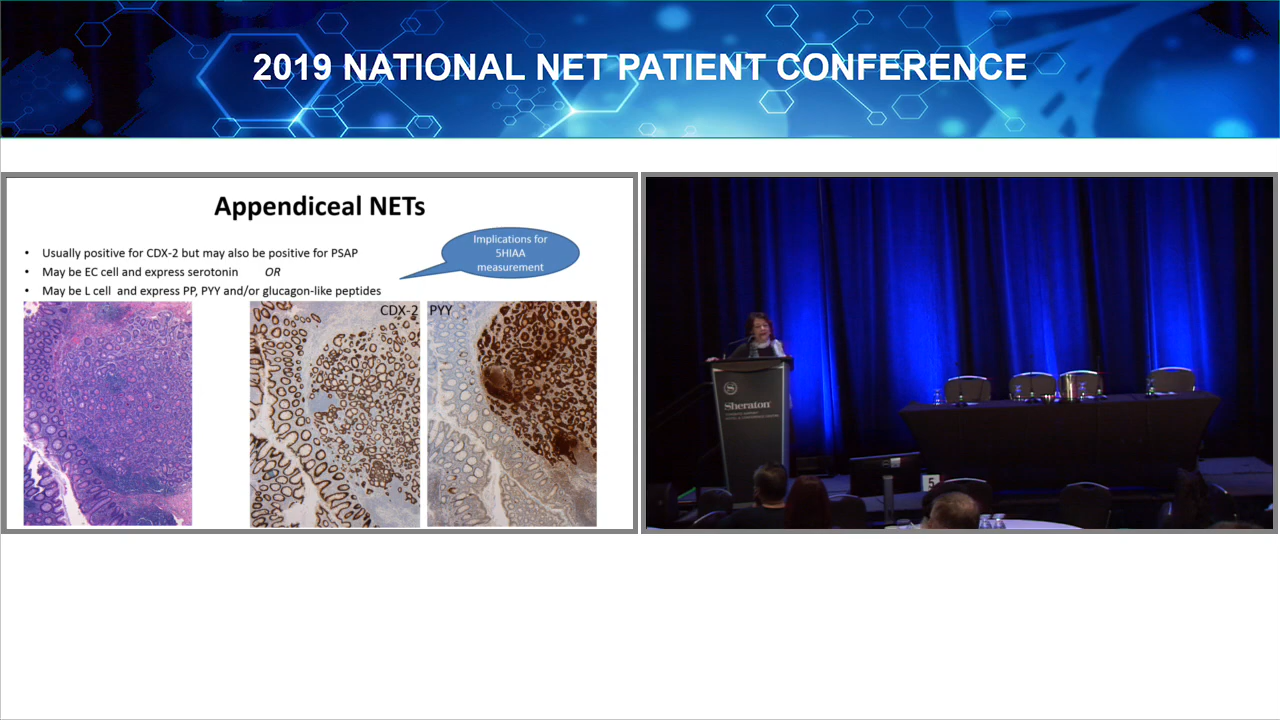 2019 NATIONAL NET PATIENT CONFERENCE
Appendiceal NETs
• Usually positive for CDX-2 but may also be positive for PSAP
• May be EC cell and express serotonin OR
• May be L cell and express PP, PYY and/or glucagon-like peptides
Implications for
5HIAA
measurement
CDX-2
PYY
Sheraton
5